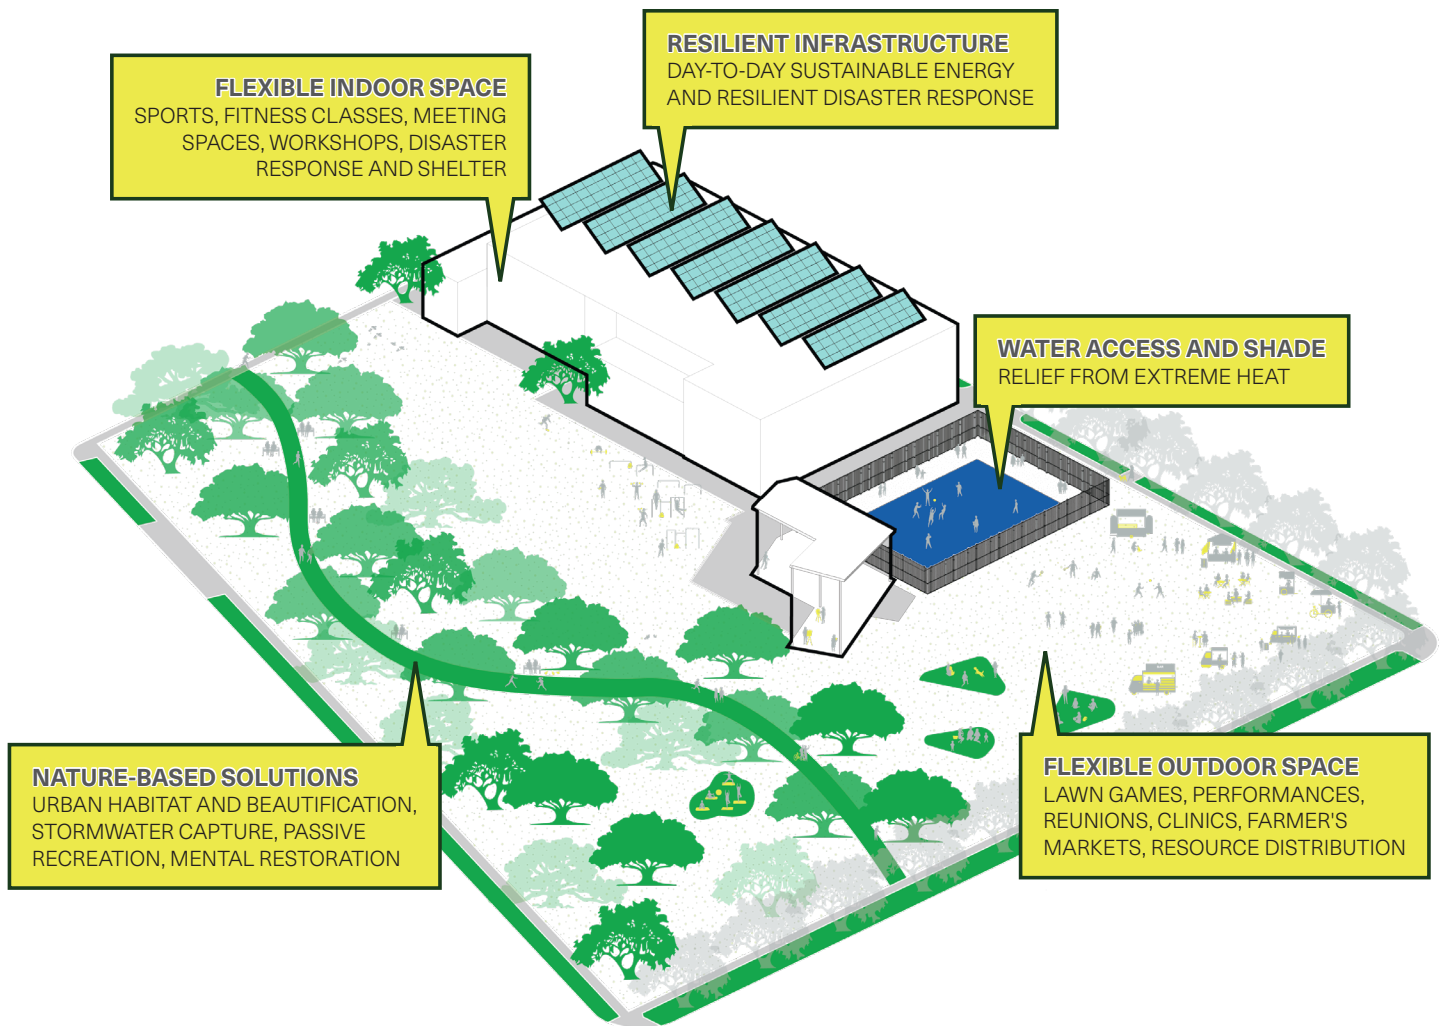 RESILIENT INFRASTRUCTURE
DAY-TO-DAY SUSTAINABLE ENERGY
AND RESILIENT DISASTER RESPONSE
FLEXIBLE INDOOR SPACE
SPORTS, FITNESS CLASSES, MEETING
SPACES, WORKSHOPS, DISASTER
RESPONSE AND SHELTER
WATER ACCESS AND SHADE
RELIEF FROM EXTREME HEAT
NATURE-BASED SOLUTIONS
URBAN HABITAT AND BEAUTIFICATION,
STORMWATER CAPTURE, PASSIVE
RECREATION, MENTAL RESTORATION
FLEXIBLE OUTDOOR SPACE
LAWN GAMES, PERFORMANCES,
REUNIONS, CLINICS, FARMER'S
MARKETS, RESOURCE DISTRIBUTION